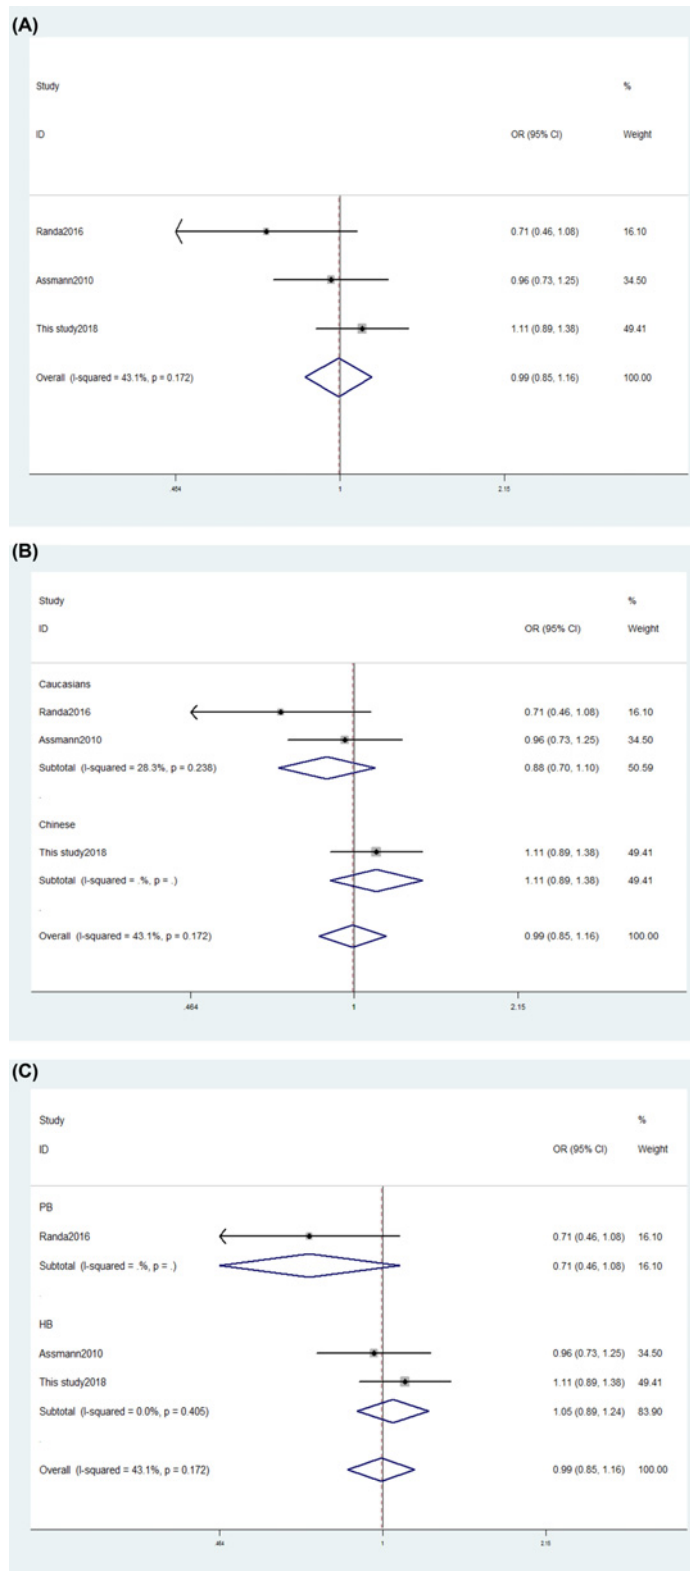 (A)
Study %
ID OR (95% CI) Weight
Randa2016 0.71 (0.46, 1.08) 16.10
Assmann2010 0.96 (0.73, 1.25) 34.50
This study2018 1.11 (0.89, 1.38) 49.41
Overall (I-squared = 43.1%, p = 0.172) 0.99 (0.85, 1.16) 100.00
.464 1 2.15
(B)
Study %
ID OR (95% CI) Weight
Caucasians
Randa2016 0.71 (0.46, 1.08) 16.10
Assmann2010 0.96 (0.73, 1.25) 34.50
Subtotal (I-squared = 28.3%, p = 0.238) 0.88 (0.70, 1.10) 50.59
.
Chinese
This study2018 1.11 (0.89, 1.38) 49.41
Subtotal (I-squared = .%, p = .) 1.11 (0.89, 1.38) 49.41
.
Overall (I-squared = 43.1%, p = 0.172) 0.99 (0.85, 1.16) 100.00
.464 1 2.15
(C)
Study %
ID OR (95% CI) Weight
PB
Randa2016 0.71 (0.46, 1.08) 16.10
Subtotal (I-squared = .%, p = .) 0.71 (0.46, 1.08) 16.10
.
HB
Assmann2010 0.96 (0.73, 1.25) 34.50
This study2018 1.11 (0.89, 1.38) 49.41
Subtotal (I-squared = 0.0%, p = 0.405) 1.05 (0.89, 1.24) 83.90
.
Overall (I-squared = 43.1%, p = 0.172) 0.99 (0.85, 1.16) 100.00
.464 1 2.15